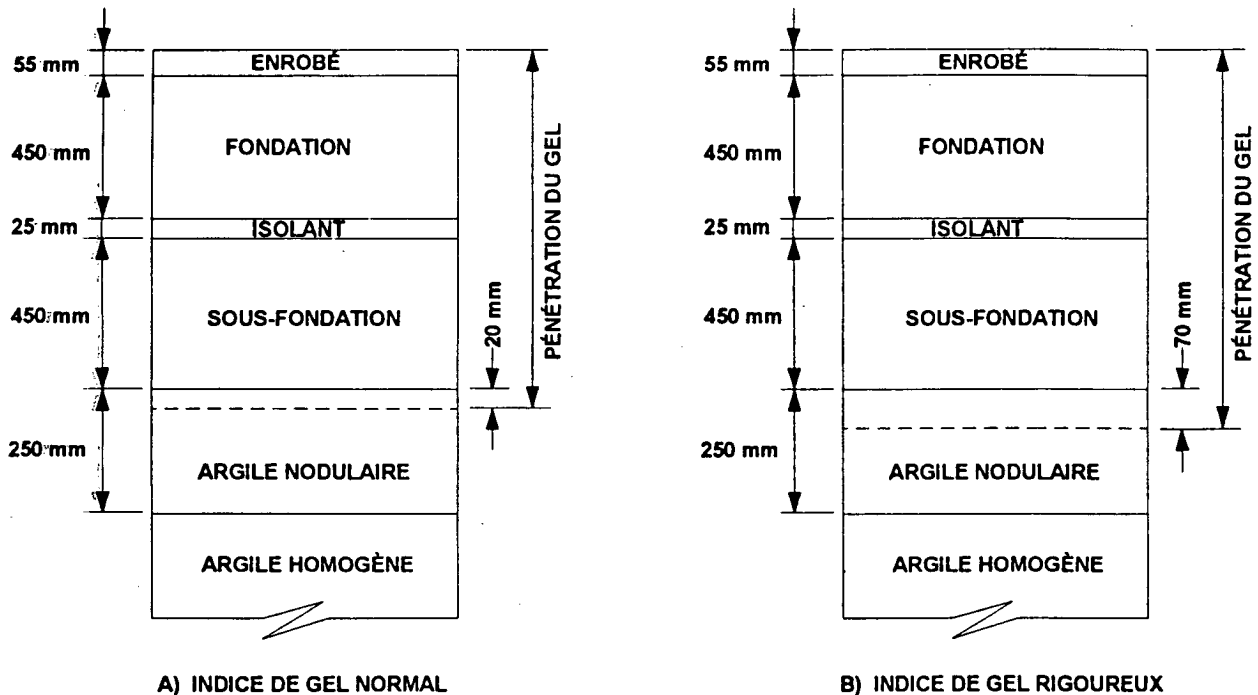 55 mm
ENROBÉ
450 mm
FONDATION
25 mm
ISOLANT
450 mm
SOUS-FONDATION
20 mm
PÉNÉTRATION DU GEL
250 mm
ARGILE NODULAIRE
ARGILE HOMOGÈNE
A) INDICE DE GEL NORMAL
55 mm
ENROBÉ
450 mm
FONDATION
25 mm
ISOLANT
450 mm
SOUS-FONDATION
70 mm
PÉNÉTRATION DU GEL
250 mm
ARGILE NODULAIRE
ARGILE HOMOGÈNE
B) INDICE DE GEL RIGOUREUX